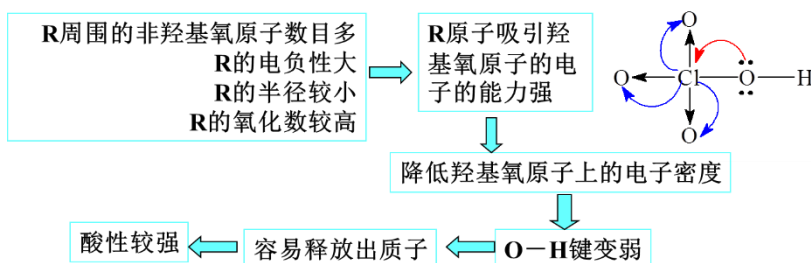 R周围的非羟基氧原子数目多
R的电负性大
R的半径较小
R的氧化数较高
R原子吸引羟
基氧原子的电
子的能力强
O
O
Cl
O
H
O
降低羟基氧原子上的电子密度
O－H键变弱
容易释放出质子
酸性较强